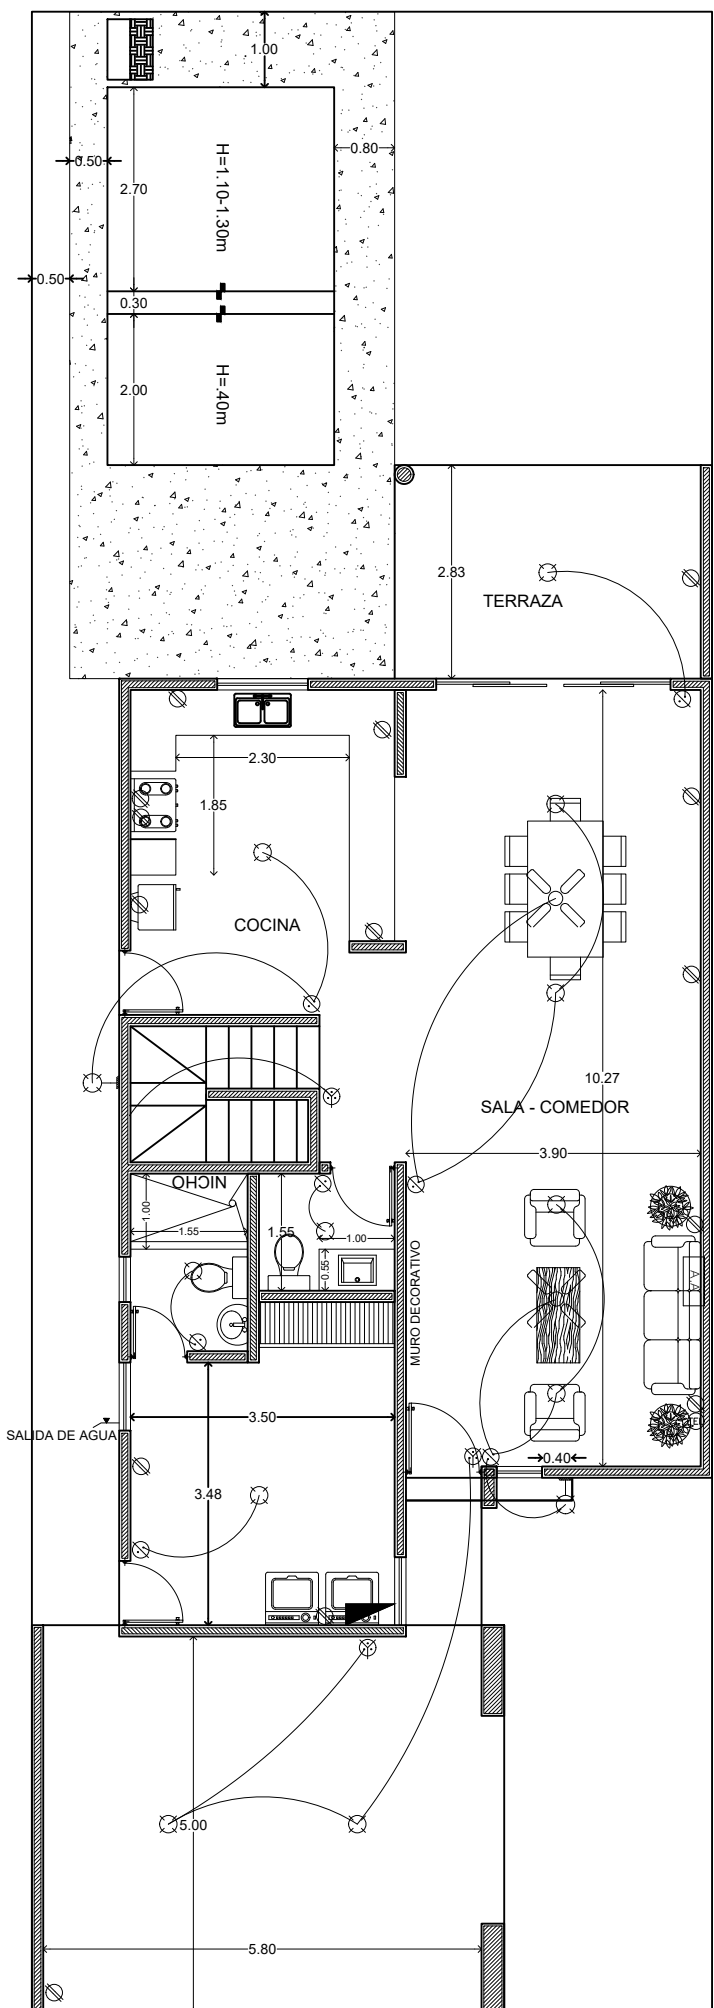 1.00
0.80
0.50
2.70
H=1.10-1.30m
0.50
0.30
2.00
H=.40m
2.83
TERRAZA
2.30
1.85
COCINA
10.27
SALA - COMEDOR
3.90
NICHO
1.00
1.55
1.55
1.00
0.55
MURO DECORATIVO
A.A
3.50
SALIDA DE AGUA
0.40
3.48
5.00
5.80